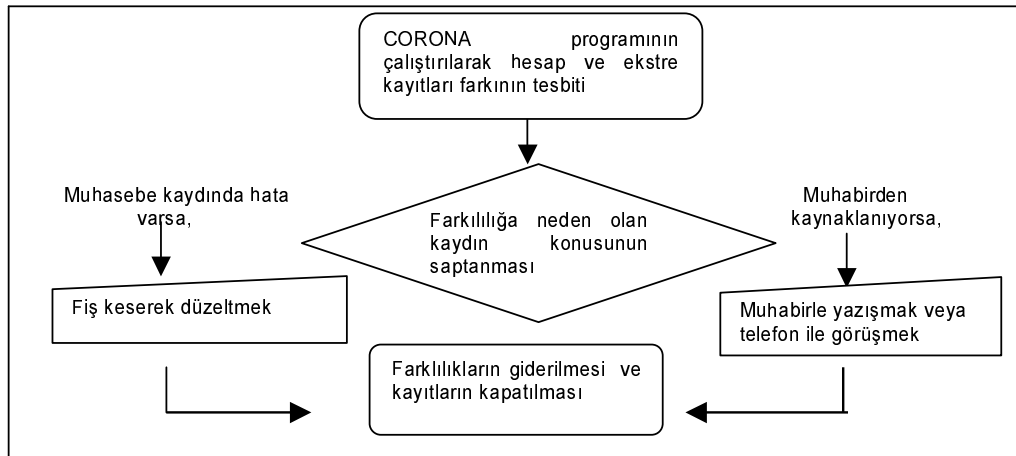 CORONA programının
çalıştırılarak hesap ve ekstre
kayıtları farkının tesbiti
Muhasebe kaydında hata
varsa,
Farkılılığa neden olan
kaydın konusunun
saptanması
Muhabirden
kaynaklanıyorsa,
Fiş keserek düzeltmek
Muhabirle yazışmak veya
telefon ile görüşmek
Farklılıkların giderilmesi ve
kayıtların kapatılması